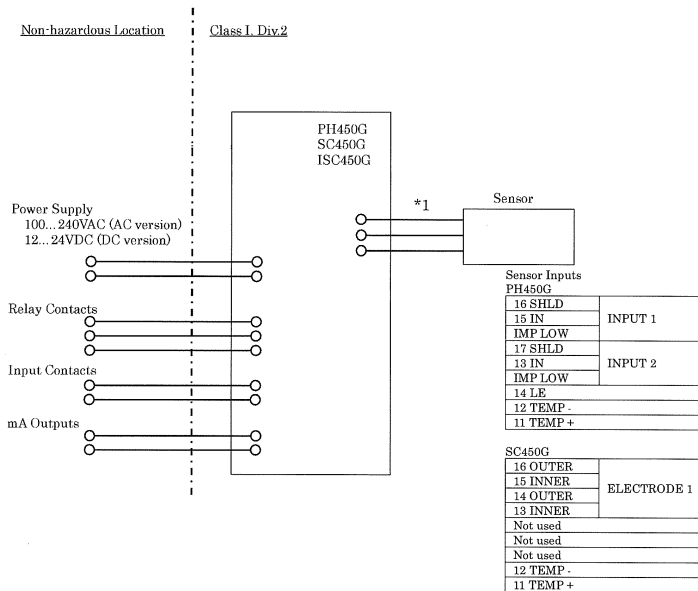 Non-hazardous Location
Class I, Div.2
PH450G
SC450G
ISC450G
*1
Sensor
Power Supply
100...240VAC (AC version)
12...24VDC (DC version)
Relay Contacts
Input Contacts
mA Outputs
Sensor Inputs
PH450G
16 SHLD
15 IN
IMP LOW
INPUT 1
17 SHLD
13 IN
IMP LOW
INPUT 2
14 LE
12 TEMP -
11 TEMP +
SC450G
16 OUTER
15 INNER
14 OUTER
13 INNER
ELECTRODE 1
Not used
Not used
Not used
12 TEMP -
11 TEMP +